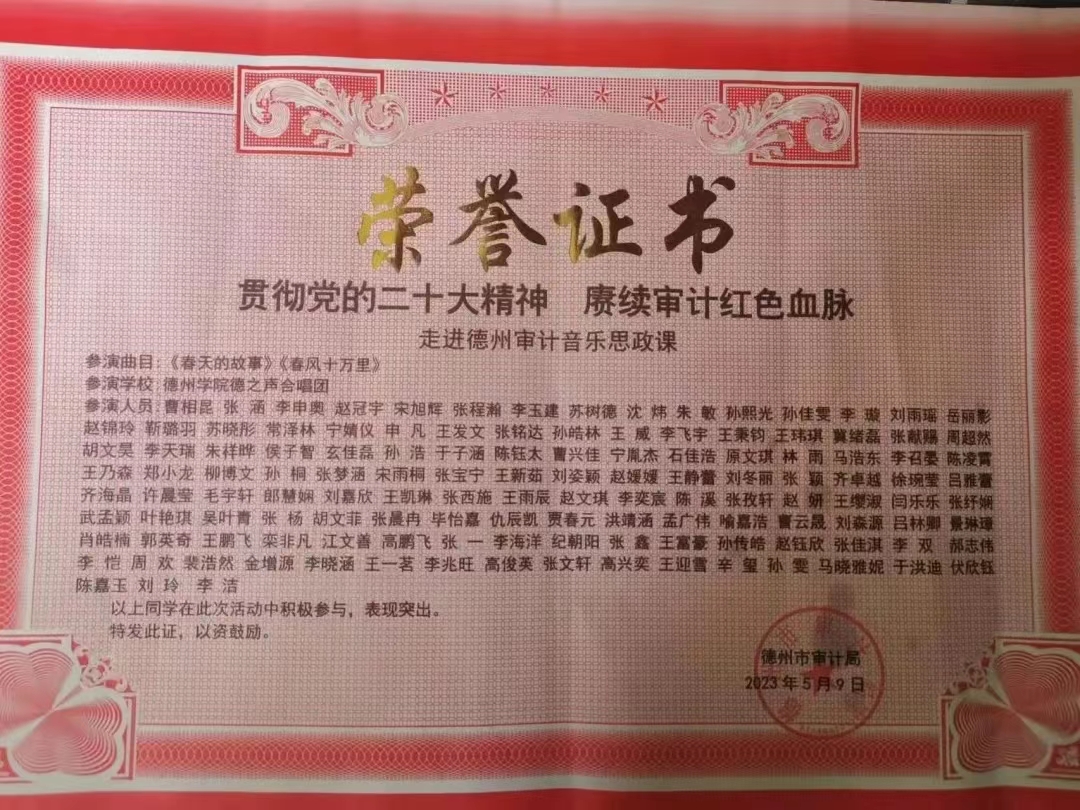 荣誉证书
贯彻党的二十大精神 赓续审计红色血脉
走进德州审计音乐思政课
参演曲目：《春天的故事》《春风十万里》
参演学校：德州学院德之声合唱团
参演人员：曹相昆 张 涵 李申奥 赵冠宇 宋旭辉 张程瀚 李玉建 苏树德 沈 炜 朱 敏 孙熙光 孙佳雯 李 璇 刘雨瑶 岳丽影
赵锦玲 靳璐羽 苏晓彤 常泽林 宁婧仪 申 凡 王发文 张铭达 孙皓林 王 威 李飞宇 王秉钧 王玮琪 冀绪磊 张献赐 周超然
胡文昊 李天瑞 朱祥晔 侯子智 玄佳磊 孙 浩 于子涵 陈钰太 曹兴佳 宁胤杰 石佳浩 原文琪 林 雨 马浩东 李召晏 陈凌霄
王乃森 郑小龙 柳博文 孙 桐 张梦涵 宋雨桐 张宝宁 王新茹 刘姿颖 赵媛媛 王静蕾 刘冬丽 张 颖 齐卓越 徐琬莹 吕雅蕾
齐海晶 许晨莹 毛宇轩 郎慧娴 刘嘉欣 王凯琳 张西施 王雨辰 赵文琪 李奕宸 陈 溪 张孜轩 赵 妍 王缨淑 闫乐乐 张纾娴
武孟颖 叶艳琪 吴叶青 张 杨 胡文菲 张晨冉 毕怡嘉 仇辰凯 贾春元 洪靖涵 孟广伟 喻嘉浩 曹云晟 刘森源 吕林卿 景琳璋
肖皓楠 郭英奇 王鹏飞 栾非凡 江文善 高鹏飞 张 一 李海洋 纪朝阳 张 鑫 王富豪 孙传皓 赵钰欣 张佳淇 李 双 郝志伟
李 恺 周 欢 裴浩然 金增源 李晓涵 王一茗 李兆旺 高俊英 张文轩 高兴奕 王迎雪 辛 玺 孙 雯 马晓雅妮 于洪迪 伏欣钰
陈嘉玉 刘 玲 李 洁
以上同学在此次活动中积极参与，表现突出。
特发此证，以资鼓励。
德州市审计局
2023年5月9日